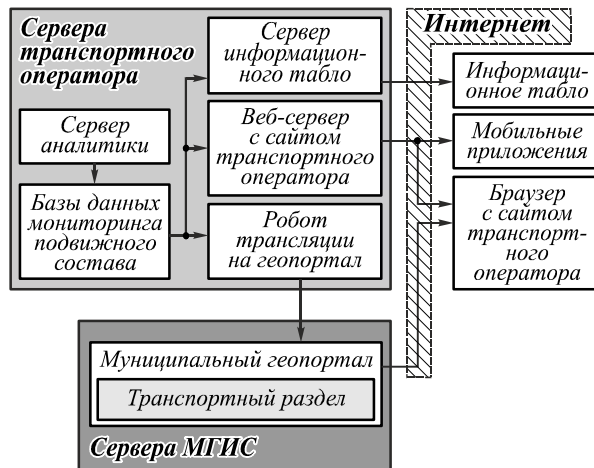 Сервера
транспортного
оператора
Сервер
информацион-
ного табло
Интернет
Информаци-
онное табло
Сервер
аналитики
Веб-сервер
с сайтом
транспортного
оператора
Мобильные
приложения
Базы данных
мониторинга
подвижного
состава
Робот
трансляции
на геопортал
Браузер
с сайтом
транспорт-
ного
оператора
Муниципальный геопортал
Транспортный раздел
Сервера МГИС